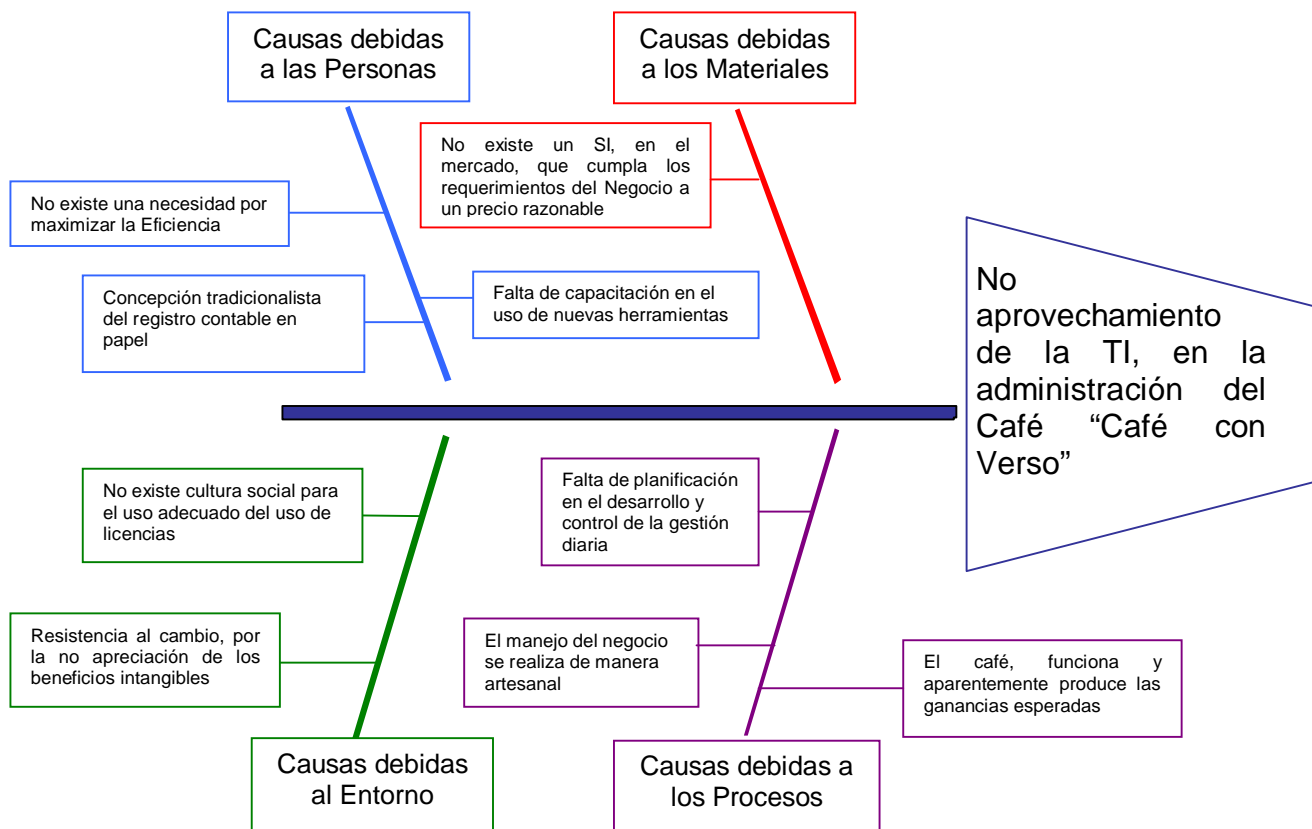 Causas debidas
a las Personas
Causas debidas
a los Materiales
No existe un SI, en el
mercado, que cumpla los
requerimientos del Negocio a
un precio razonable
No existe una necesidad por
maximizar la Eficiencia
Concepción tradicionalista
del registro contable en
papel
Falta de capacitación en el
uso de nuevas herramientas
No
aprovechamiento
de la TI, en la
administración del
Café “Café con
Verso”
No existe cultura social para
el uso adecuado del uso de
licencias
Falta de planificación
en el desarrollo y
control de la gestión
diaria
Resistencia al cambio, por
la no apreciación de los
beneficios intangibles
El manejo del negocio
se realiza de manera
artesanal
El café, funciona y
aparentemente produce las
ganancias esperadas
Causas debidas
al Entorno
Causas debidas a
los Procesos